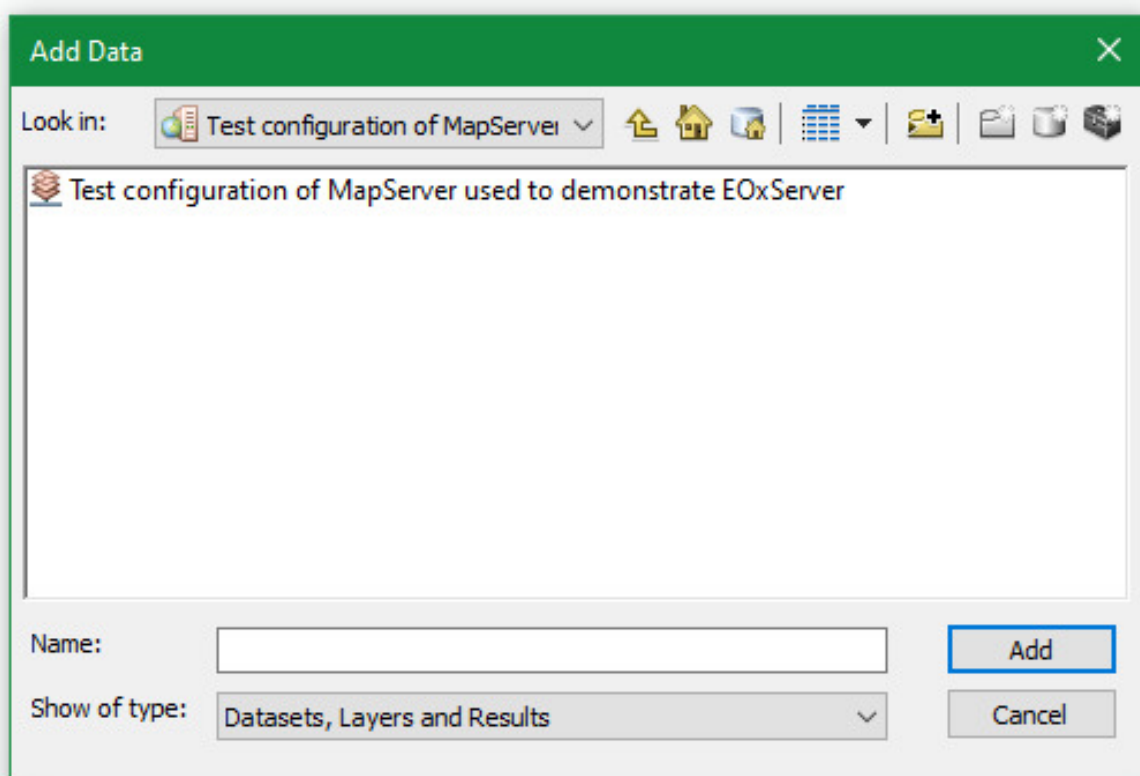 Add Data
Look in: Test configuration of MapServer
Test configuration of MapServer used to demonstrate EOxServer
Name: Add
Show of type: Datasets, Layers and Results Cancel